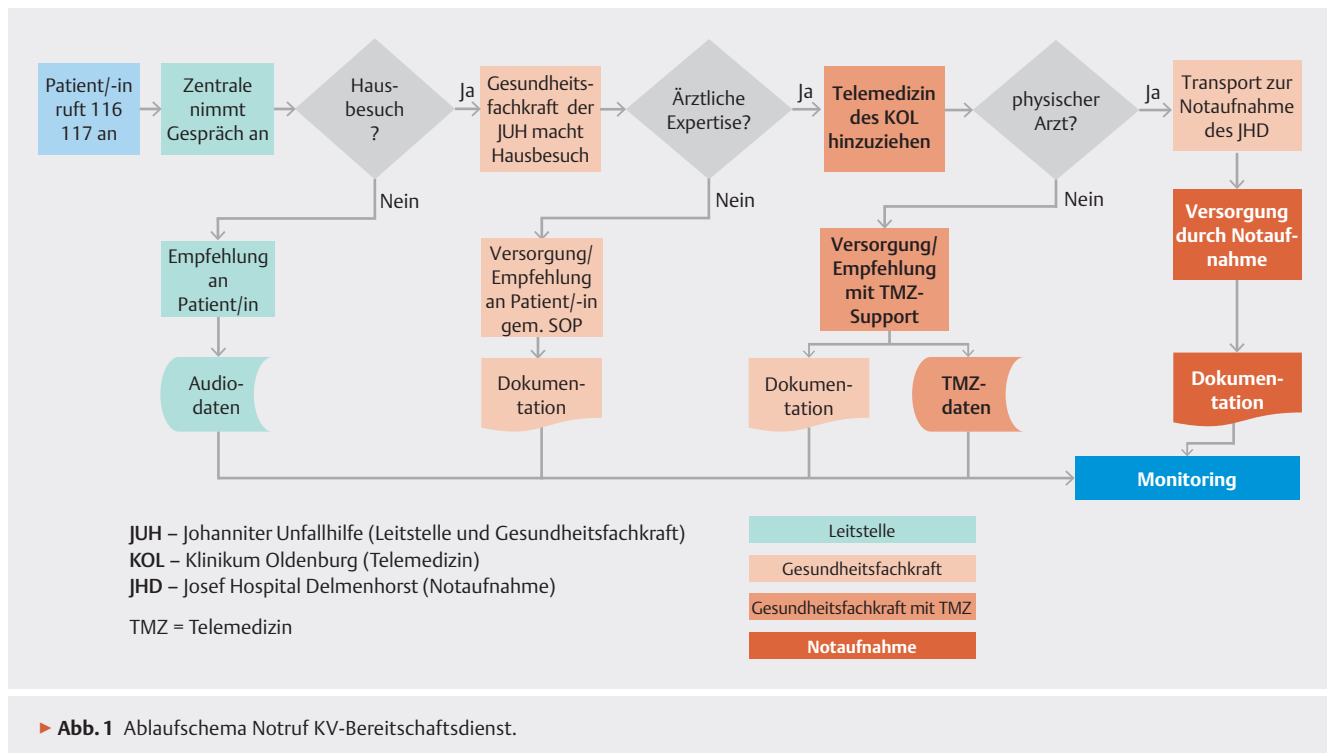 Patient/-in
ruft 116
117 an
Zentrale
nimmt
Gespräch an
Haus-
besuch
?
Ja
Gesundheits-
fachkraft der
JUH macht
Hausbesuch
Ärztliche
Expertise?
Ja
Telemedizin
des KOL
hinzuziehen
physischer
Arzt?
Ja
Transport zur
Notaufnahme
des JHD
Nein
Nein
Nein
Empfehlung
an
Patient/in
Versorgung/
Empfehlung
an Patient/-in
gem. SOP
Versorgung/
Empfehlung
mit TMZ-
Support
Versorgung
durch Notauf-
nahme
Audio-
daten
Dokumen-
tation
Dokumen-
tation
TMZ-
daten
Dokumen-
tation
Monitoring
JUH – Johanniter Unfallhilfe (Leitstelle und Gesundheitsfachkraft)
KOL – Klinikum Oldenburg (Telemedizin)
JHD – Josef Hospital Delmenhorst (Notaufnahme)
TMZ = Telemedizin
Leitstelle
Gesundheitsfachkraft
Gesundheitsfachkraft mit TMZ
Notaufnahme
► Abb. 1 Ablaufschema Notruf KV-Bereitschaftsdienst.